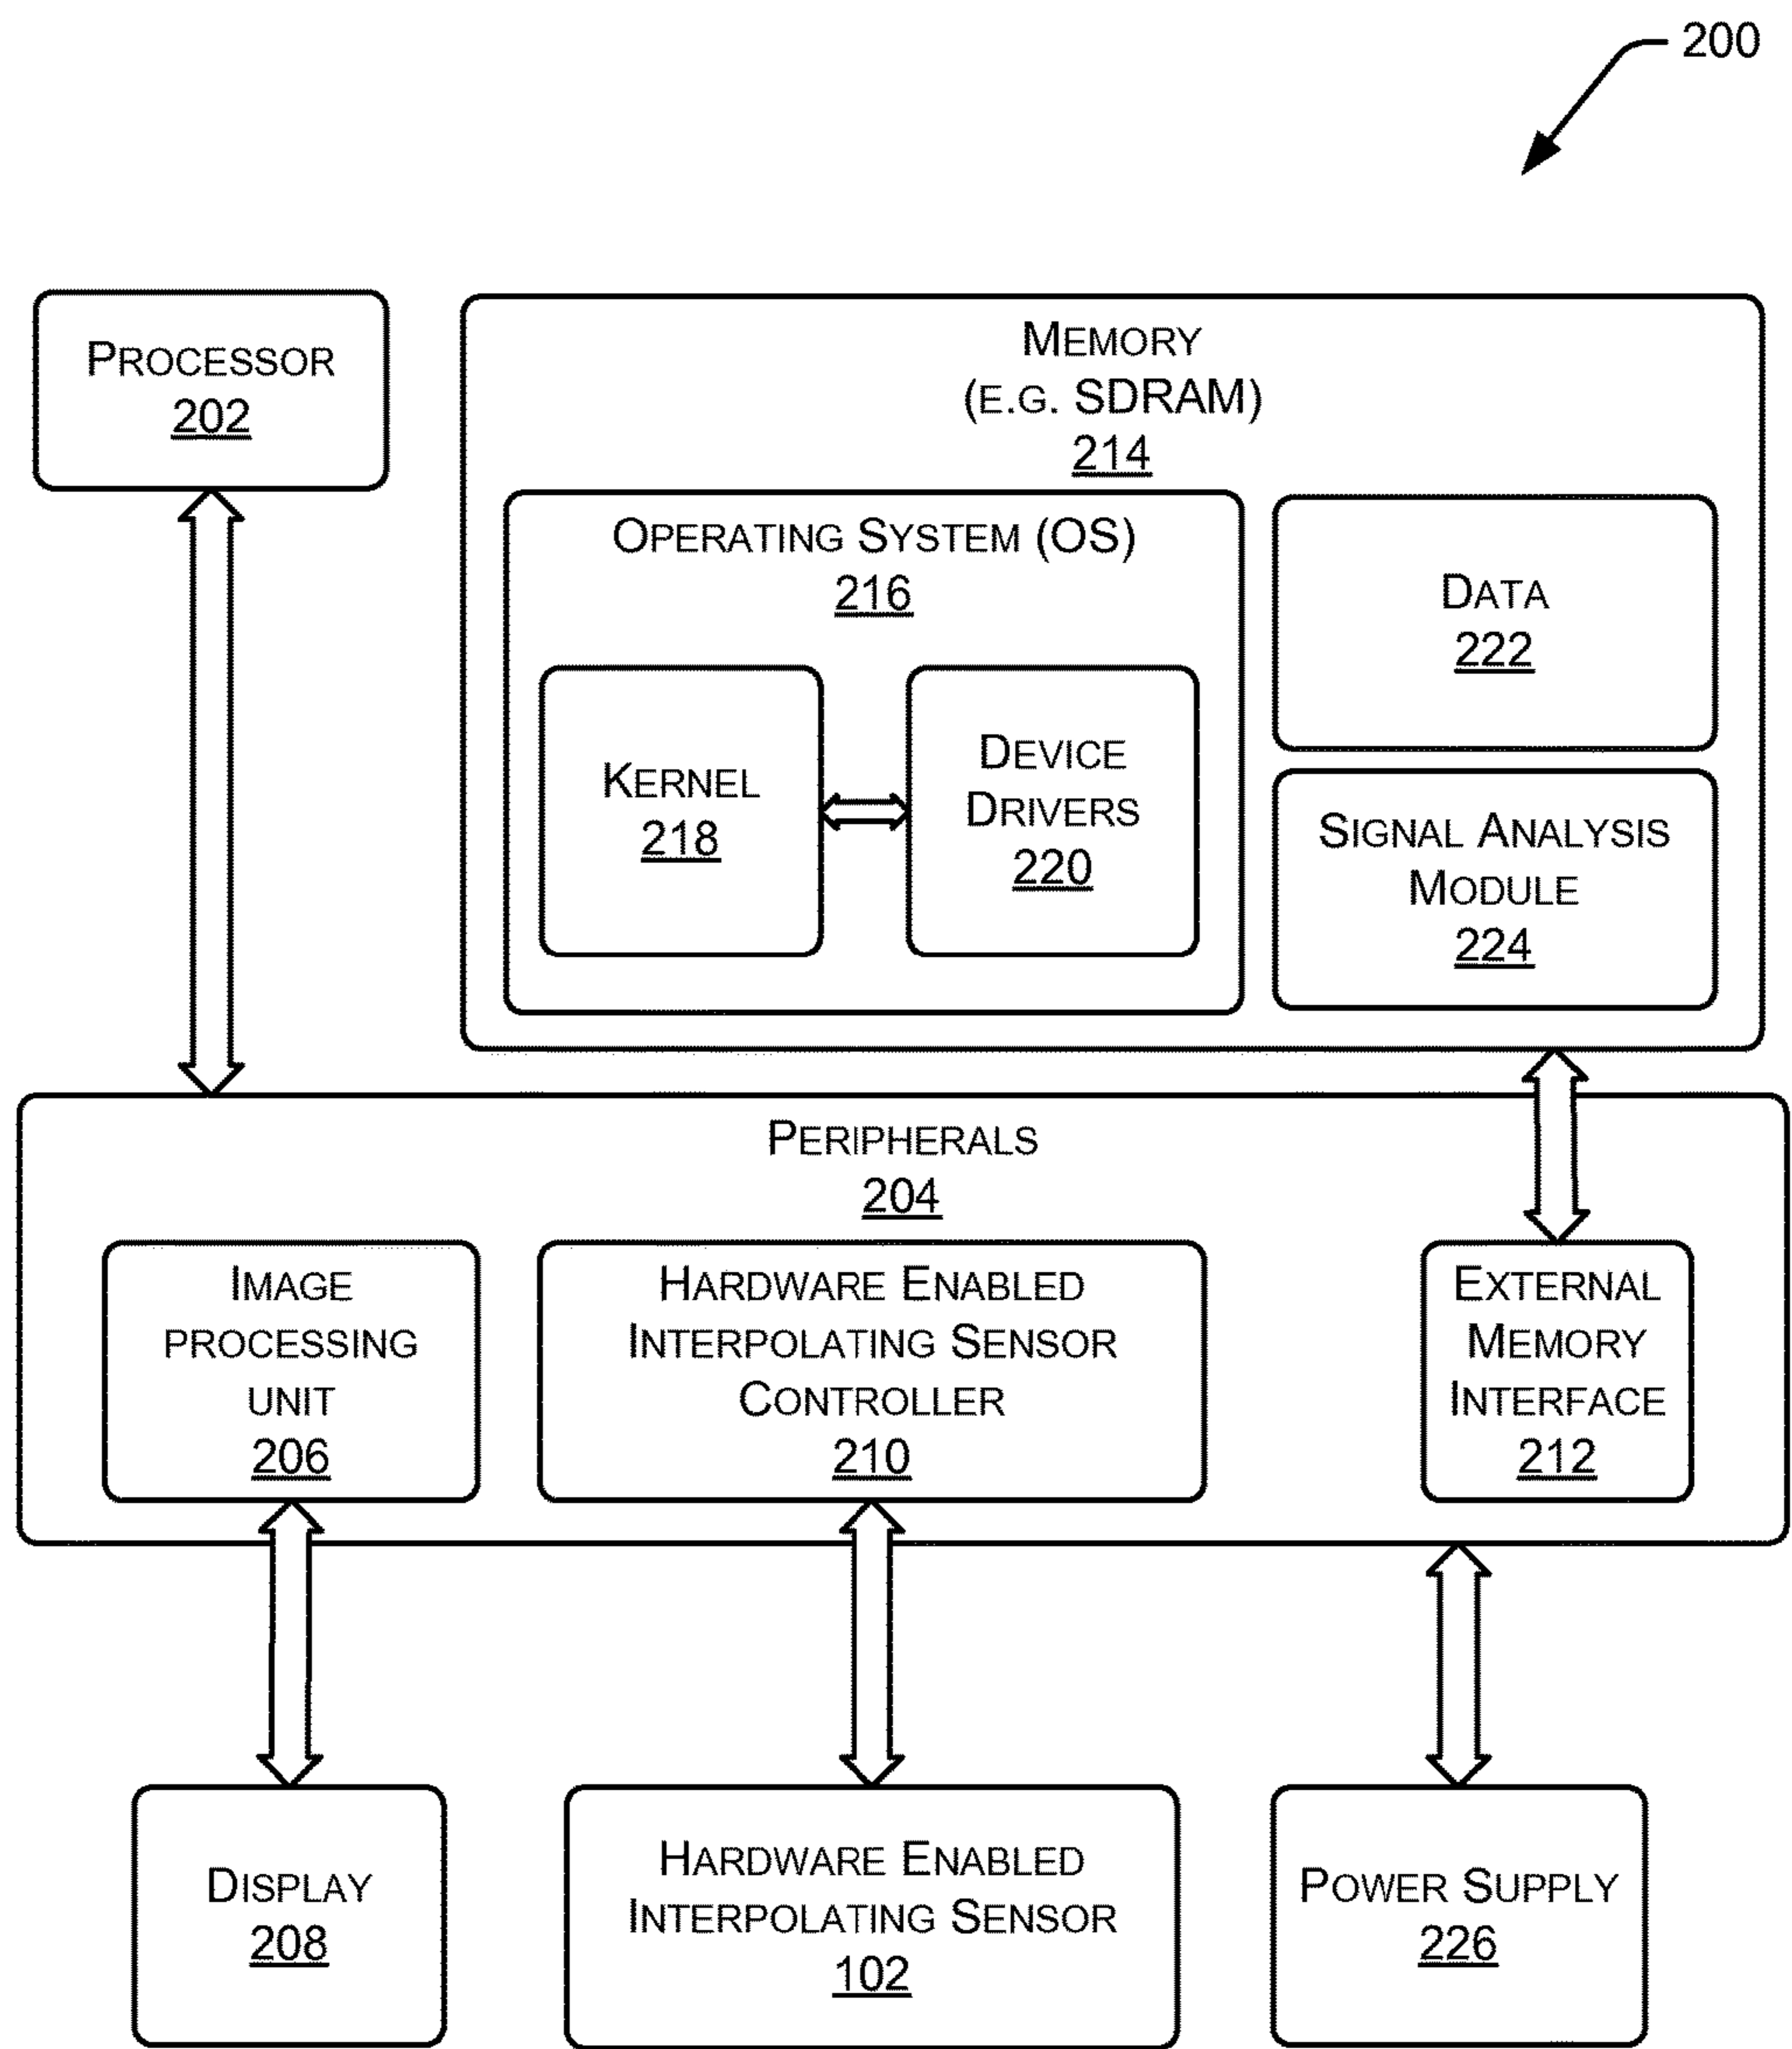 200
PROCESSOR
202
MEMORY
(E.G. SDRAM)
214
OPERATING SYSTEM (OS)
216
KERNEL
218
DEVICE
DRIVERS
220
DATA
222
SIGNAL ANALYSIS
MODULE
224
PERIPHERALS
204
IMAGE
PROCESSING
UNIT
206
HARDWARE ENABLED
INTERPOLATING SENSOR
CONTROLLER
210
EXTERNAL
MEMORY
INTERFACE
212
DISPLAY
208
HARDWARE ENABLED
INTERPOLATING SENSOR
102
POWER SUPPLY
226